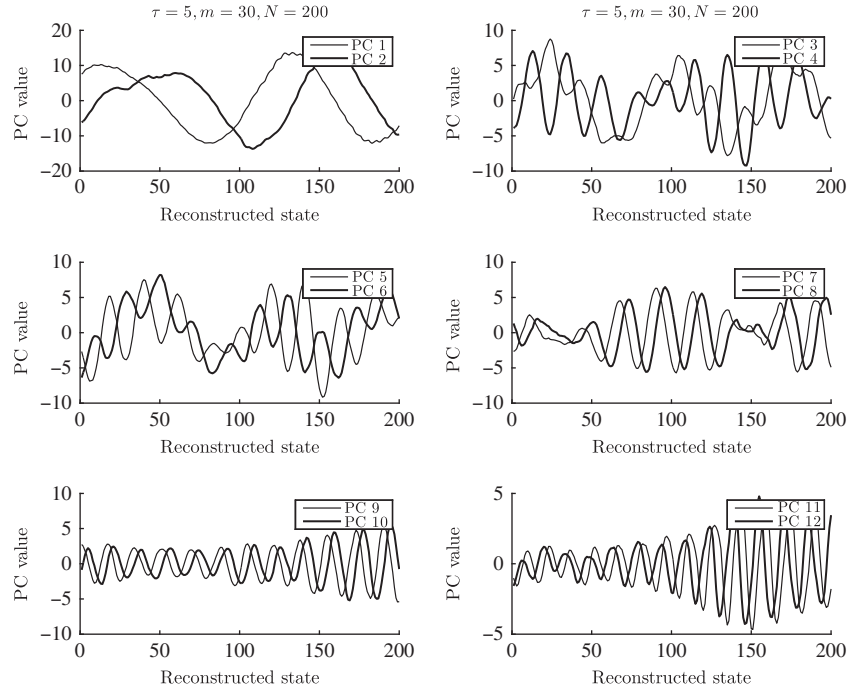 τ = 5, m = 30, N = 200
20
10
0
−10
−20
PC value
PC 1
PC 2
0 50 100 150 200
Reconstructed state
τ = 5, m = 30, N = 200
10
5
0
−5
−10
PC value
PC 3
PC 4
0 50 100 150 200
Reconstructed state
10
5
0
−5
−10
PC value
PC 5
PC 6
0 50 100 150 200
Reconstructed state
10
5
0
−5
−10
PC value
PC 7
PC 8
0 50 100 150 200
Reconstructed state
10
5
0
−5
−10
PC value
PC 9
PC 10
0 50 100 150 200
Reconstructed state
5
0
−5
PC value
PC 11
PC 12
0 50 100 150 200
Reconstructed state